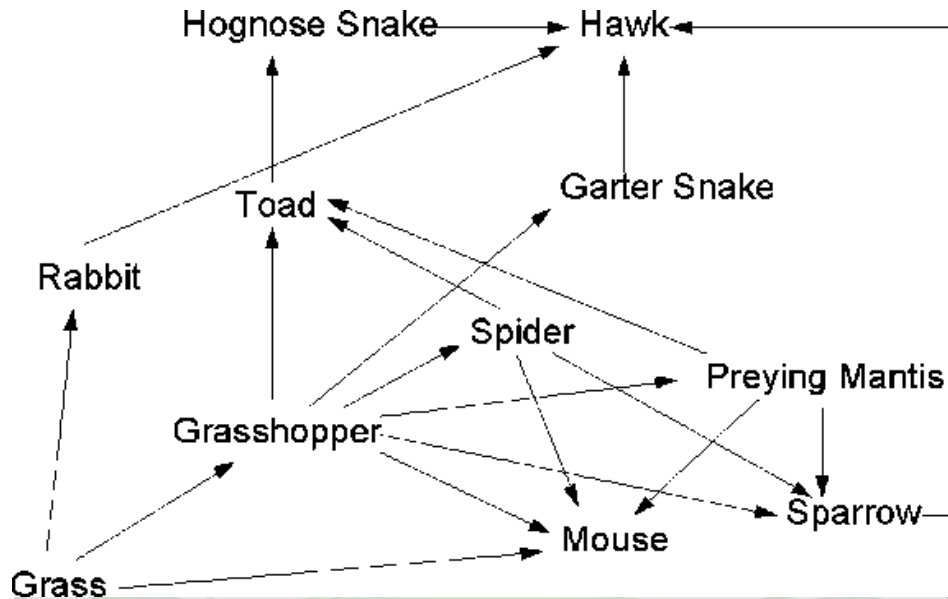 Hognose Snake
Hawk
Garter Snake
Toad
Rabbit
Spider
Preying Mantis
Grasshopper
Sparrow
Mouse
Grass